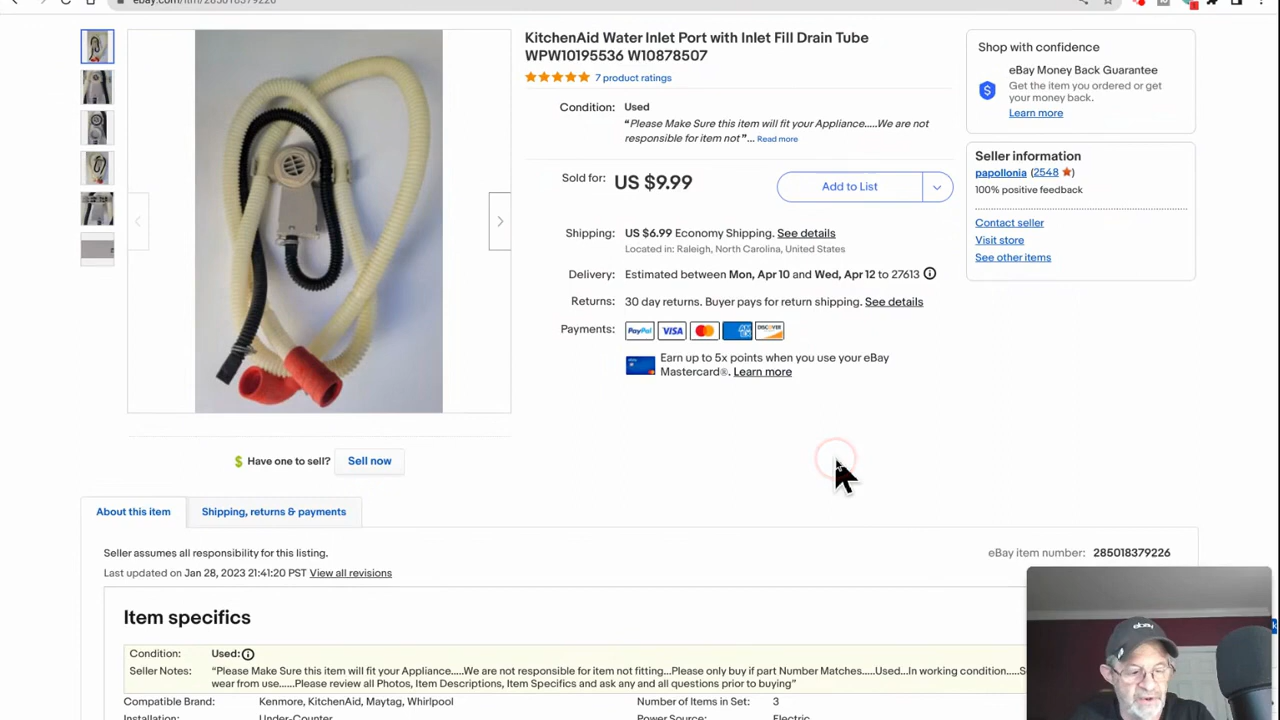 ebay.com/itm/285018379226
KitchenAid Water Inlet Port with Inlet Fill Drain Tube
WPW10195536 W10878507
7 product ratings
Condition: Used
“Please Make Sure this item will fit your Appliance.....We are not
responsible for item not” ... Read more
Sold for: US $9.99
Add to List
Shipping: US $6.99 Economy Shipping. See details
Located in: Raleigh, North Carolina, United States
Delivery: Estimated between Mon, Apr 10 and Wed, Apr 12 to 27613
Returns: 30 day returns. Buyer pays for return shipping. See details
Payments: PayPal VISA DISCOVER
Earn up to 5x points when you use your eBay
Mastercard®. Learn more
Shop with confidence
eBay Money Back Guarantee
Get the item you ordered or get
your money back.
Learn more
Seller information
papollonia (2548)
100% positive feedback
Contact seller
Visit store
See other items
Have one to sell? Sell now
About this item
Shipping, returns & payments
Seller assumes all responsibility for this listing.
eBay item number: 285018379226
Last updated on Jan 28, 2023 21:41:20 PST View all revisions
Item specifics
Condition: Used:
Seller Notes: “Please Make Sure this item will fit your Appliance.....We are not responsible for item not fitting...Please only buy if part Number Matches.....Used...In working condition....S
wear from use......Please review all Photos, Item Descriptions, Item Specifics and ask any and all questions prior to buying”
Compatible Brand: Kenmore, KitchenAid, Maytag, Whirlpool
Number of Items in Set: 3
Installation: Under-Counter
Power Source: Electric
ebay